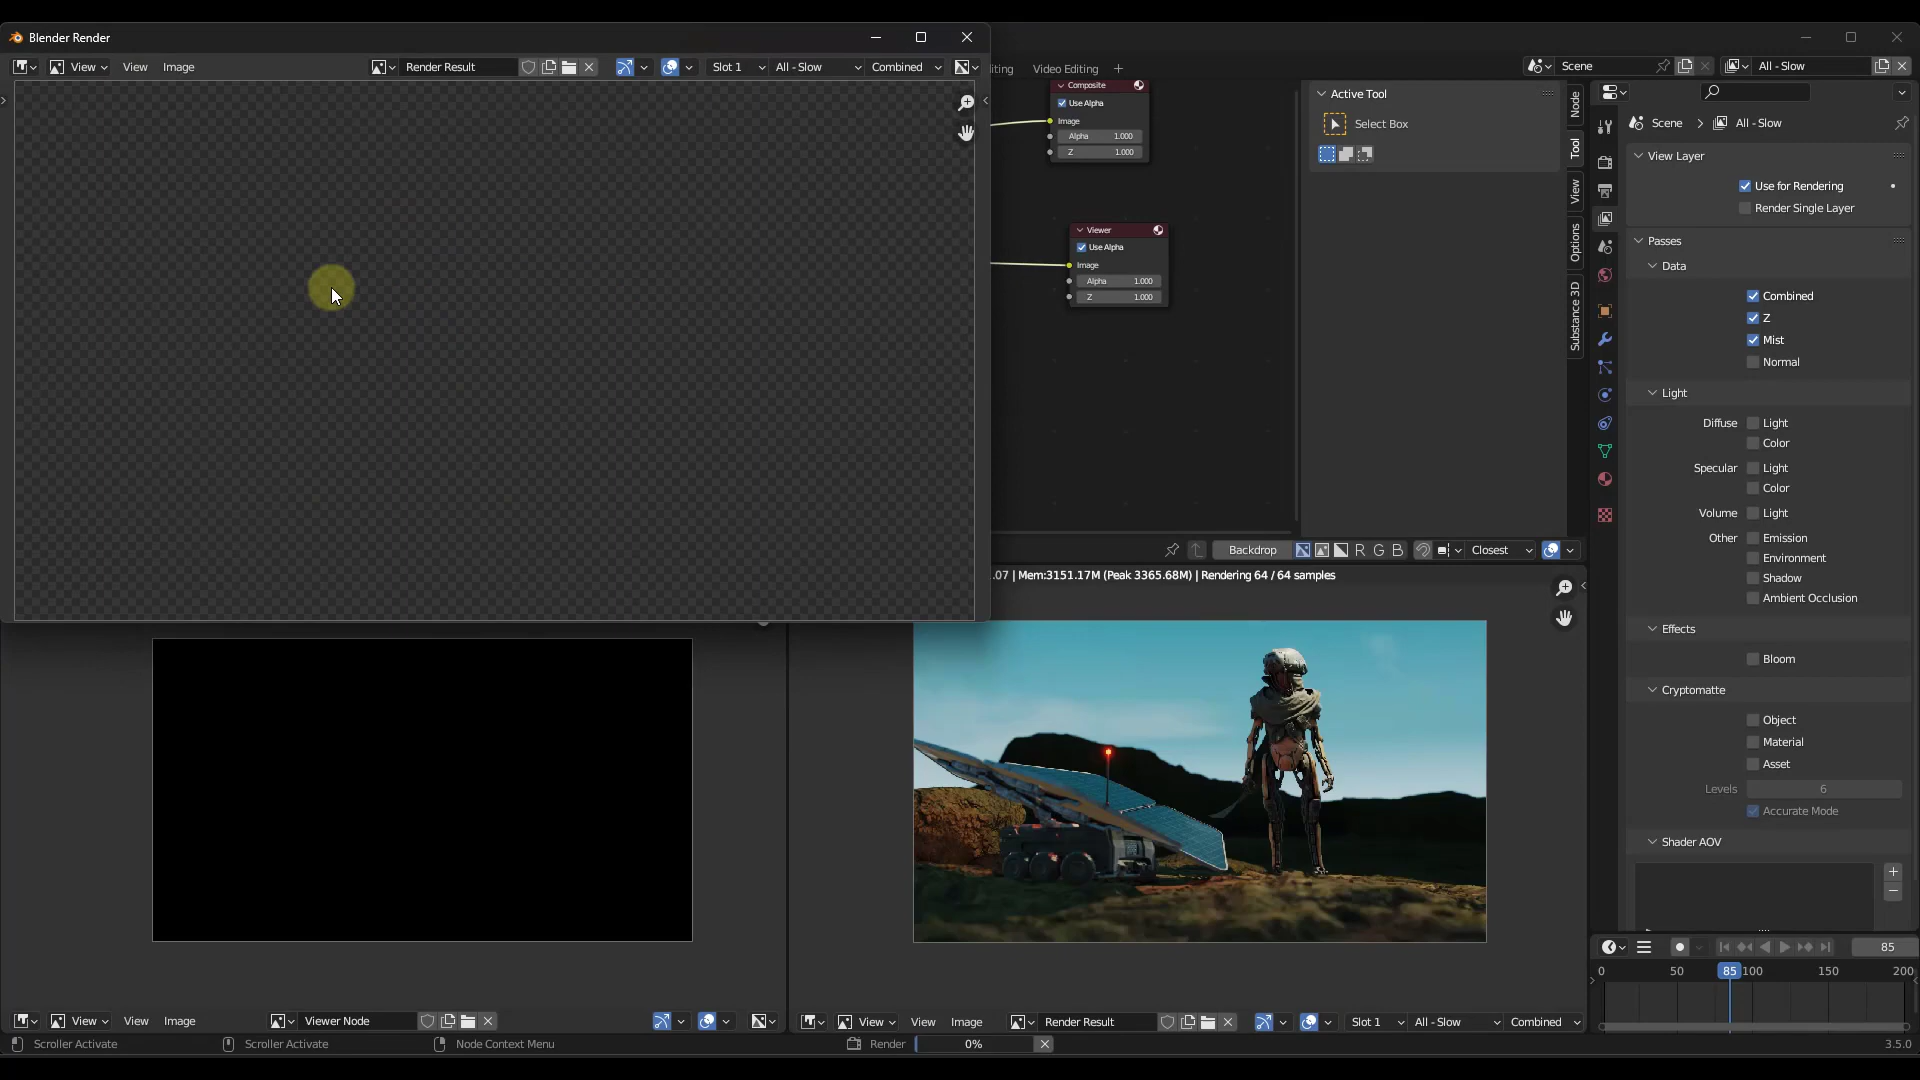 Blender Render
View View Image Render Result Slot 1 All - Slow Combined
iting Video Editing + Scene All - Slow
Composite
Use Alpha
Image
Alpha 1.000
Z 1.000
Viewer
Use Alpha
Image
Alpha 1.000
Z 1.000
Active Tool
Select Box
Node
Tool
View
Options
Substance 3D
Scene > All - Slow
View Layer
Use for Rendering
Render Single Layer
Passes
Data
Combined
Z
Mist
Normal
Light
Diffuse Light
Color
Specular Light
Color
Volume Light
Other Emission
Environment
Shadow
Ambient Occlusion
Effects
Bloom
Cryptomatte
Object
Material
Asset
Levels 6
Accurate Mode
Shader AOV
Backdrop R G B Closest
.07 | Mem:3151.17M (Peak 3365.68M) | Rendering 64 / 64 samples
85
0 50 85 100 150 200
View View Image Viewer Node
View View Image Render Result Slot 1 All - Slow Combined
Scroller Activate Scroller Activate Node Context Menu Render 0% 3.5.0